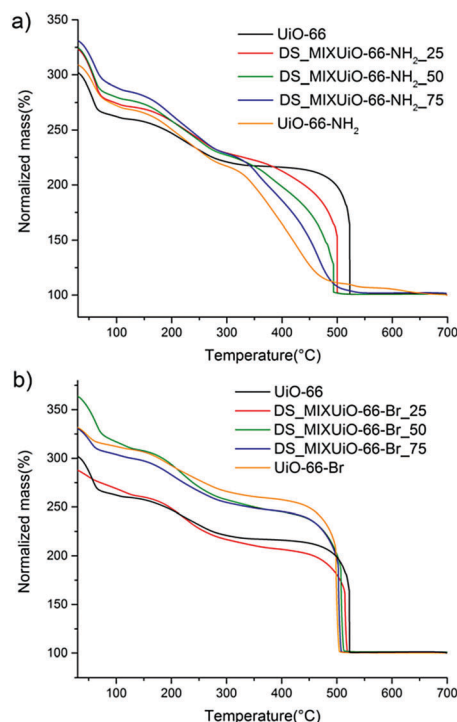 a)
UiO-66
DS_MIXUiO-66-NH₂_25
DS_MIXUiO-66-NH₂_50
DS_MIXUiO-66-NH₂_75
UiO-66-NH₂
Normalized mass(%)
350
300
250
200
150
100
100 200 300 400 500 600 700
Temperature(°C)
b)
UiO-66
DS_MIXUiO-66-Br_25
DS_MIXUiO-66-Br_50
DS_MIXUiO-66-Br_75
UiO-66-Br
Normalized mass(%)
350
300
250
200
150
100
100 200 300 400 500 600 700
Temperature(°C)